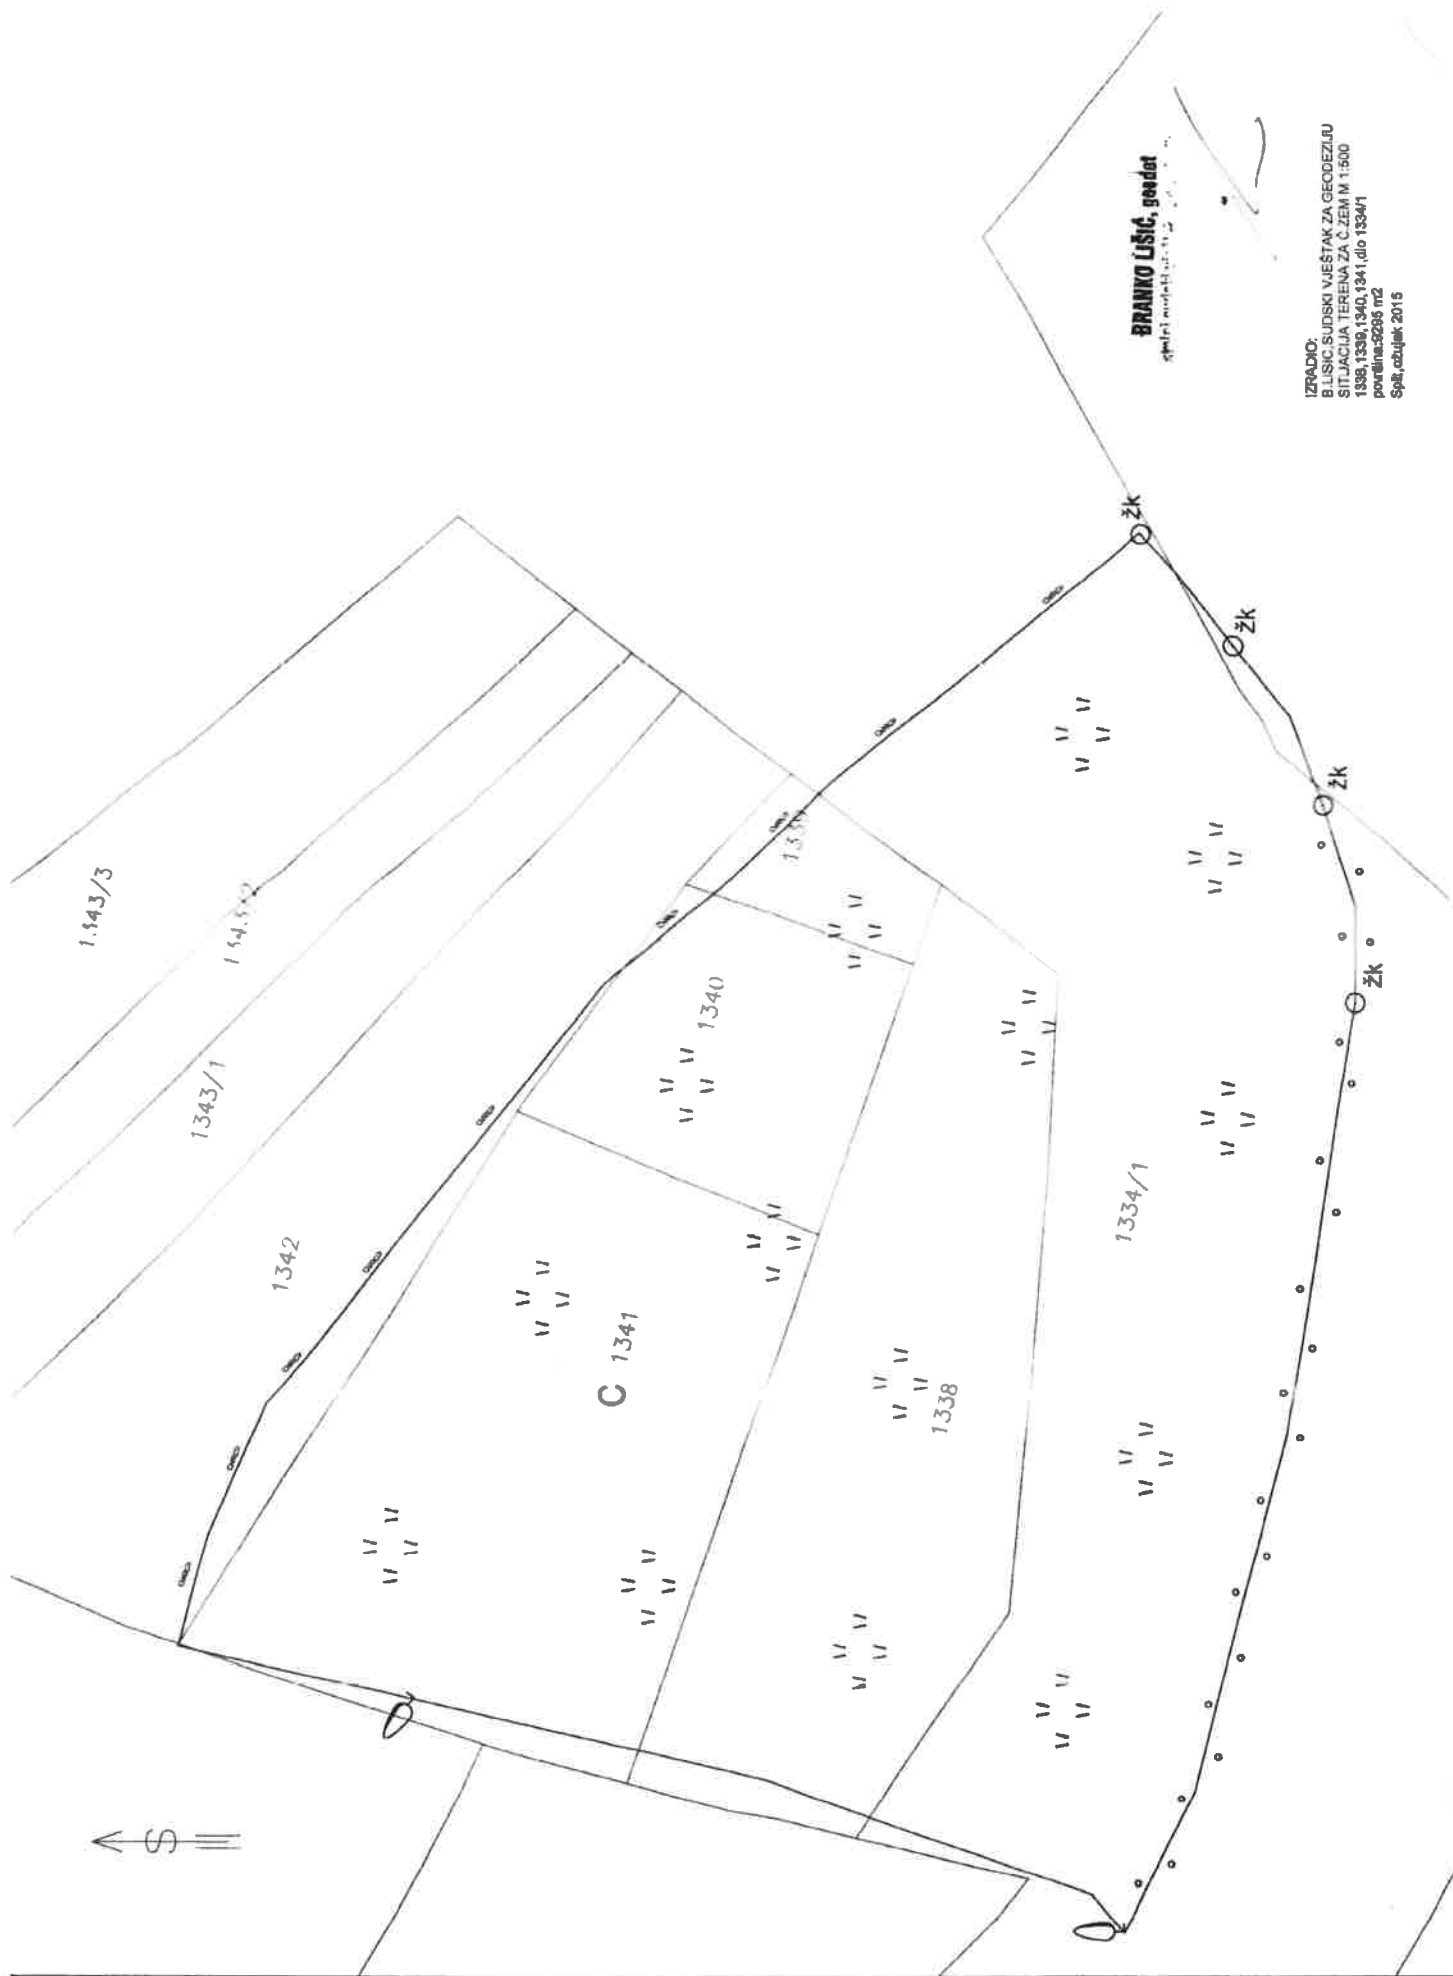 1343/3
1343/1
1342
1339
1340
C 1341
1338
1334/1
žk
žk
žk
žk
S
BRANKO LIŠIĆ, geodet
IZRADIO:
B.LISIC,SUDSKI VJEŠTAK ZA GEODEZIJU
SITUACIJA TERENA ZA Č.ZEM M 1:500
1338,1339,1340,1341,dio 1334/1
površina:9295 m2
Split,ožujak 2015